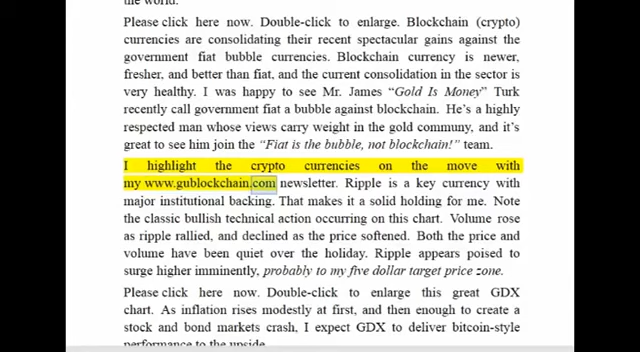 the world.
Please click here now. Double-click to enlarge. Blockchain (crypto)
currencies are consolidating their recent spectacular gains against the
government fiat bubble currencies. Blockchain currency is newer,
fresher, and better than fiat, and the current consolidation in the sector is
very healthy. I was happy to see Mr. James “Gold Is Money” Turk
recently call government fiat a bubble against blockchain. He’s a highly
respected man whose views carry weight in the gold communy, and it’s
great to see him join the “Fiat is the bubble, not blockchain!” team.
I highlight the crypto currencies on the move with
my www.gublockchain.com newsletter. Ripple is a key currency with
major institutional backing. That makes it a solid holding for me. Note
the classic bullish technical action occurring on this chart. Volume rose
as ripple rallied, and declined as the price softened. Both the price and
volume have been quiet over the holiday. Ripple appears poised to
surge higher imminently, probably to my five dollar target price zone.
Please click here now. Double-click to enlarge this great GDX
chart. As inflation rises modestly at first, and then enough to create a
stock and bond markets crash, I expect GDX to deliver bitcoin-style
performance to the upside.